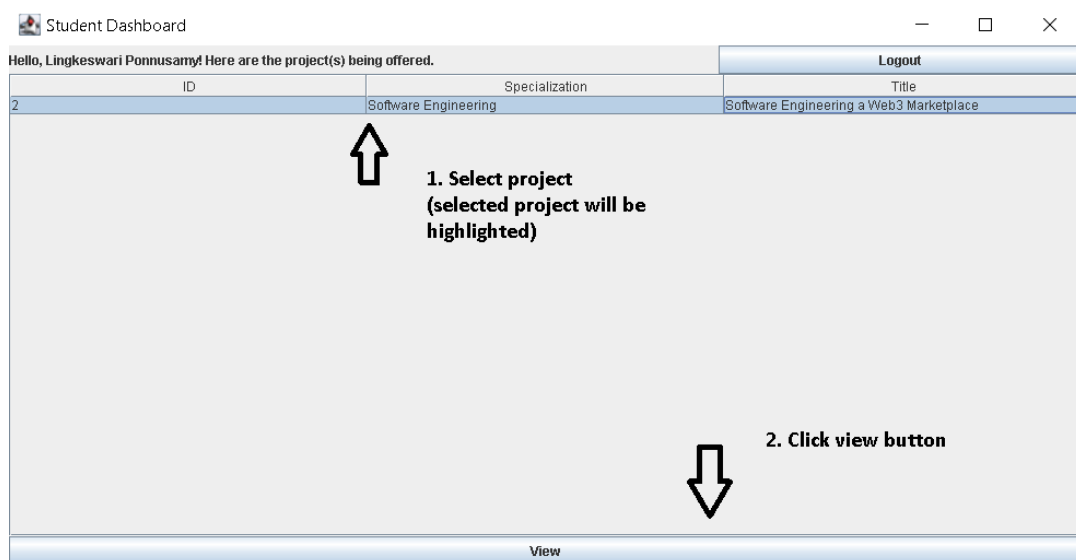 Student Dashboard
Hello, Lingkeswari Ponnusamy! Here are the project(s) being offered.
Logout
ID
Specialization
Title
2
Software Engineering
Software Engineering a Web3 Marketplace
1. Select project
(selected project will be
highlighted)
2. Click view button
View